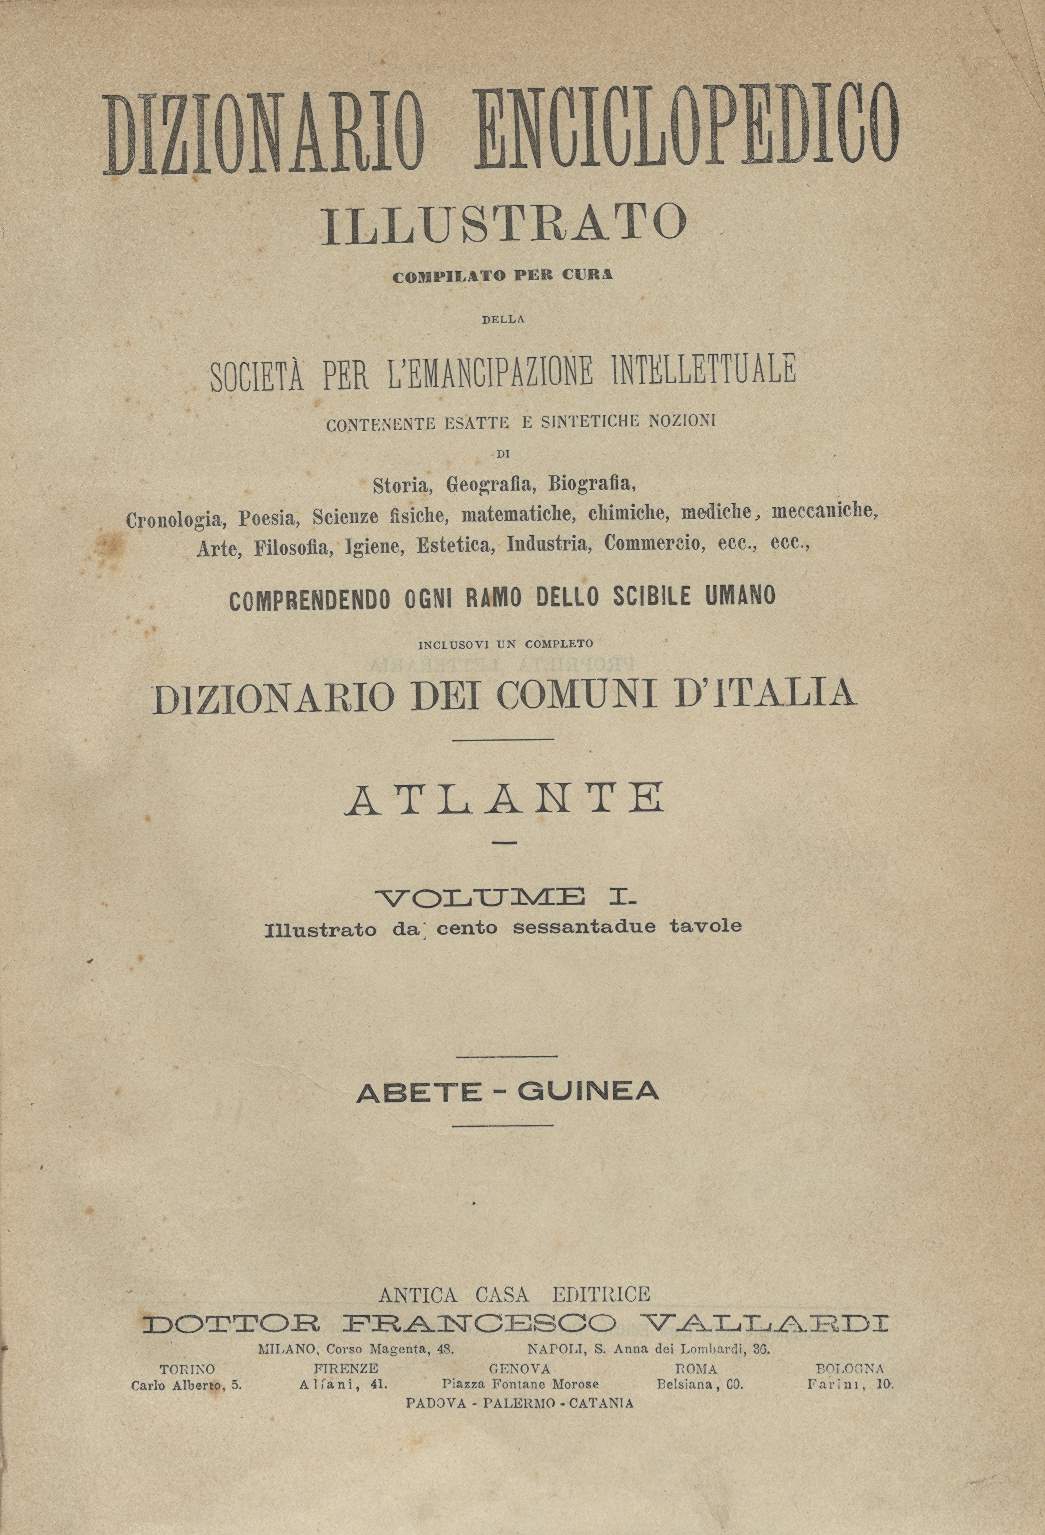 DIZIONARIO ENCICLOPEDICO
ILLUSTRATO
COMPILATO PER CURA
DELLA
SOCIETÀ PER L'EMANCIPAZIONE INTELLETTUALE
CONTENENTE ESATTE E SINTETICHE NOZIONI
DI
Storia, Geografia, Biografia,
Cronologia, Poesia, Scienze fisiche, matematiche, chimiche, mediche, meccaniche,
Arte, Filosofia, Igiene, Estetica, Industria, Commercio, ecc., ecc.,
COMPRENDENDO OGNI RAMO DELLO SCIBILE UMANO
INCLUSOVI UN COMPLETO
DIZIONARIO DEI COMUNI D'ITALIA
ATLANTE
VOLUME I.
Illustrato da cento sessantadue tavole
ABETE - GUINEA
ANTICA CASA EDITRICE
DOTTOR FRANCESCO VALLARDI
MILANO, Corso Magenta, 48. NAPOLI, S. Anna dei Lombardi, 36.
TORINO FIRENZE GENOVA ROMA BOLOGNA
Carlo Alberto, 5. Alfani, 41. Piazza Fontane Morose Belsiana, 60. Farini, 10.
PADOVA - PALERMO - CATANIA